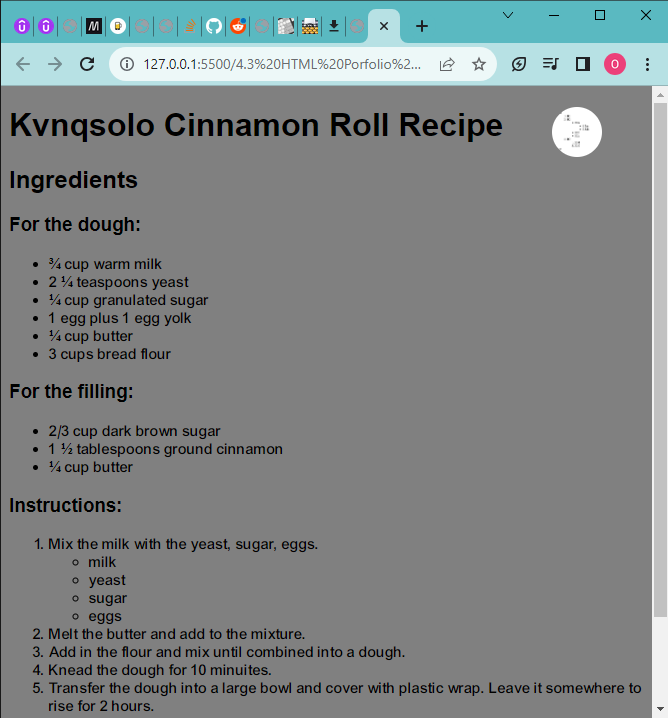 127.0.0.1:5500/4.3%20HTML%20Porfolio%2...
O
Kvnqsolo Cinnamon Roll Recipe
Ingredients
For the dough:
• ¾ cup warm milk
• 2 ¼ teaspoons yeast
• ¼ cup granulated sugar
• 1 egg plus 1 egg yolk
• ¼ cup butter
• 3 cups bread flour
For the filling:
• 2/3 cup dark brown sugar
• 1 ½ tablespoons ground cinnamon
• ¼ cup butter
Instructions:
1. Mix the milk with the yeast, sugar, eggs.
○ milk
○ yeast
○ sugar
○ eggs
2. Melt the butter and add to the mixture.
3. Add in the flour and mix until combined into a dough.
4. Knead the dough for 10 minuites.
5. Transfer the dough into a large bowl and cover with plastic wrap. Leave it somewhere to
rise for 2 hours.